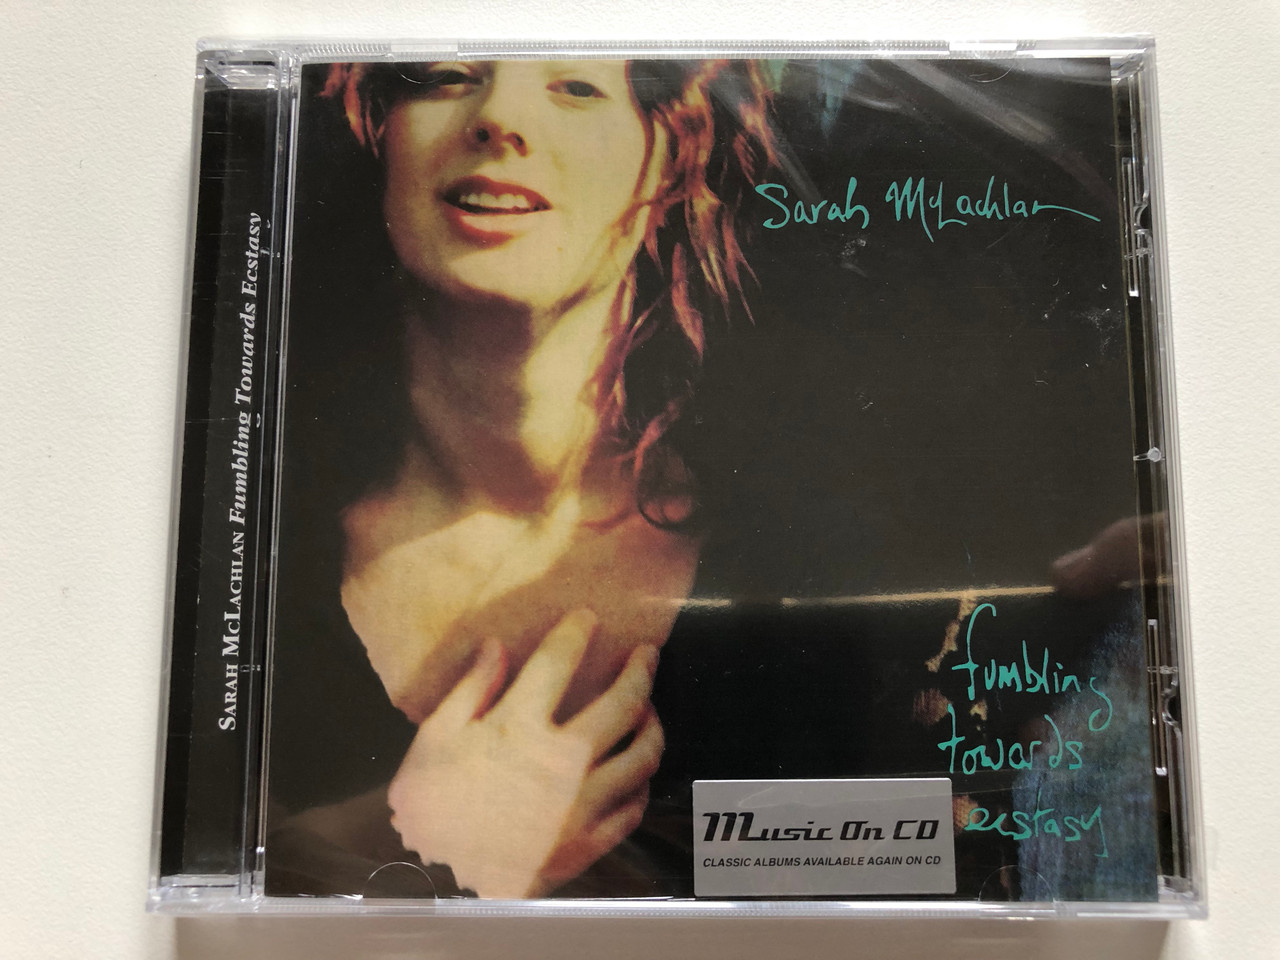 SARAH McLACHLAN Fumbling Towards Ecstasy
Sarah McLachlan
fumbling
towards
ecstasy
Music On CD
CLASSIC ALBUMS AVAILABLE AGAIN ON CD